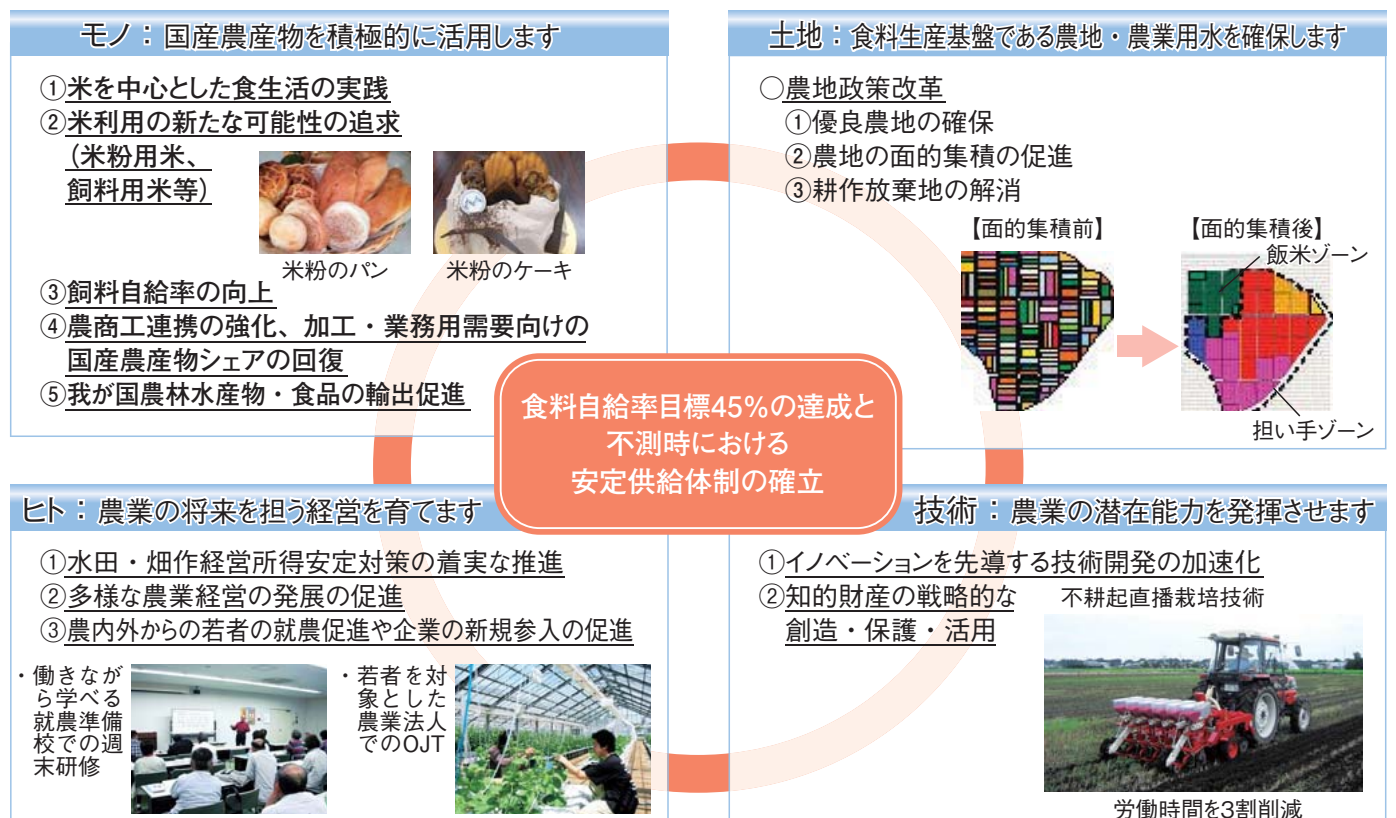 モノ：国産農産物を積極的に活用します
①米を中心とした食生活の実践
②米利用の新たな可能性の追求
（米粉用米、
飼料用米等）
米粉のパン
米粉のケーキ
③飼料自給率の向上
④農商工連携の強化、加工・業務用需要向けの
国産農産物シェアの回復
⑤我が国農林水産物・食品の輸出促進
土地：食料生産基盤である農地・農業用水を確保します
○農地政策改革
①優良農地の確保
②農地の面的集積の促進
③耕作放棄地の解消
【面的集積前】
【面的集積後】
飯米ゾーン
担い手ゾーン
食料自給率目標45%の達成と
不測時における
安定供給体制の確立
ヒト：農業の将来を担う経営を育てます
①水田・畑作経営所得安定対策の着実な推進
②多様な農業経営の発展の促進
③農内外からの若者の就農促進や企業の新規参入の促進
・働きなが
ら学べる
就農準備
校での週
末研修
・若者を対
象とした
農業法人
でのOJT
技術：農業の潜在能力を発揮させます
①イノベーションを先導する技術開発の加速化
②知的財産の戦略的な
創造・保護・活用
不耕起直播栽培技術
労働時間を3割削減